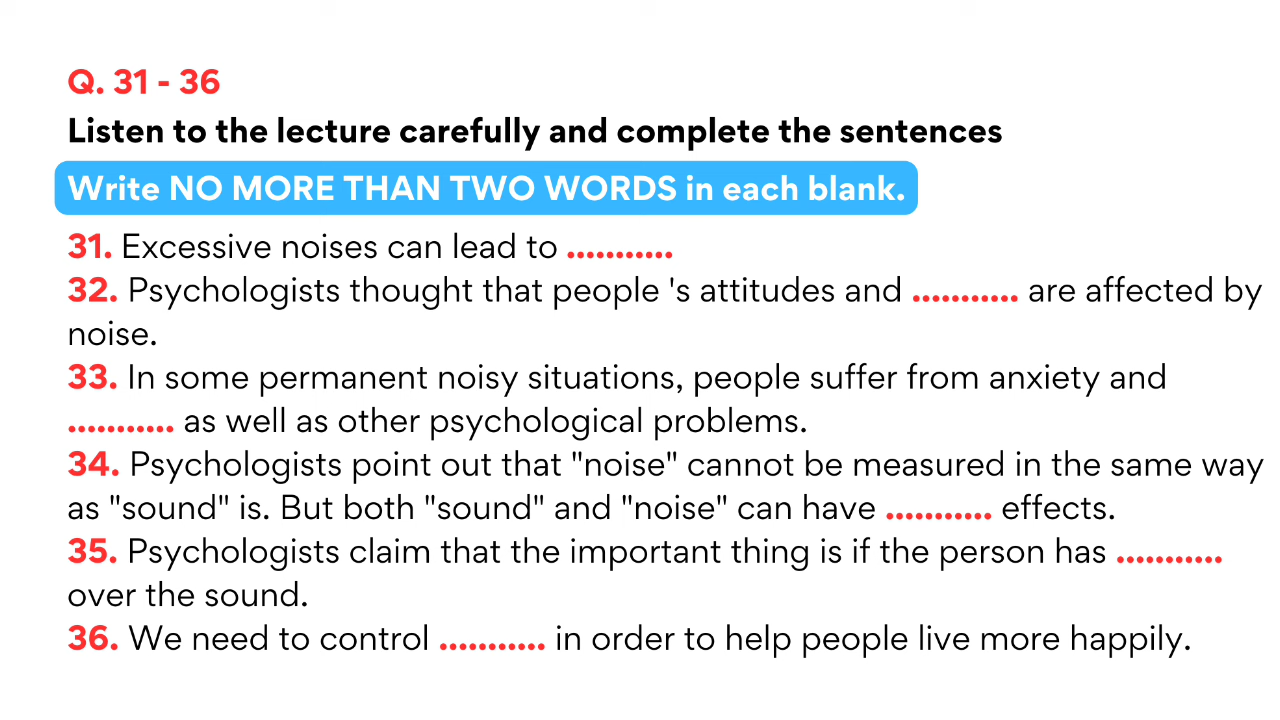 Q. 31 - 36
Listen to the lecture carefully and complete the sentences
Write NO MORE THAN TWO WORDS in each blank.
31. Excessive noises can lead to ...........
32. Psychologists thought that people 's attitudes and ........... are affected by
noise.
33. In some permanent noisy situations, people suffer from anxiety and
........... as well as other psychological problems.
34. Psychologists point out that "noise" cannot be measured in the same way
as "sound" is. But both "sound" and "noise" can have ........... effects.
35. Psychologists claim that the important thing is if the person has ...........
over the sound.
36. We need to control ........... in order to help people live more happily.